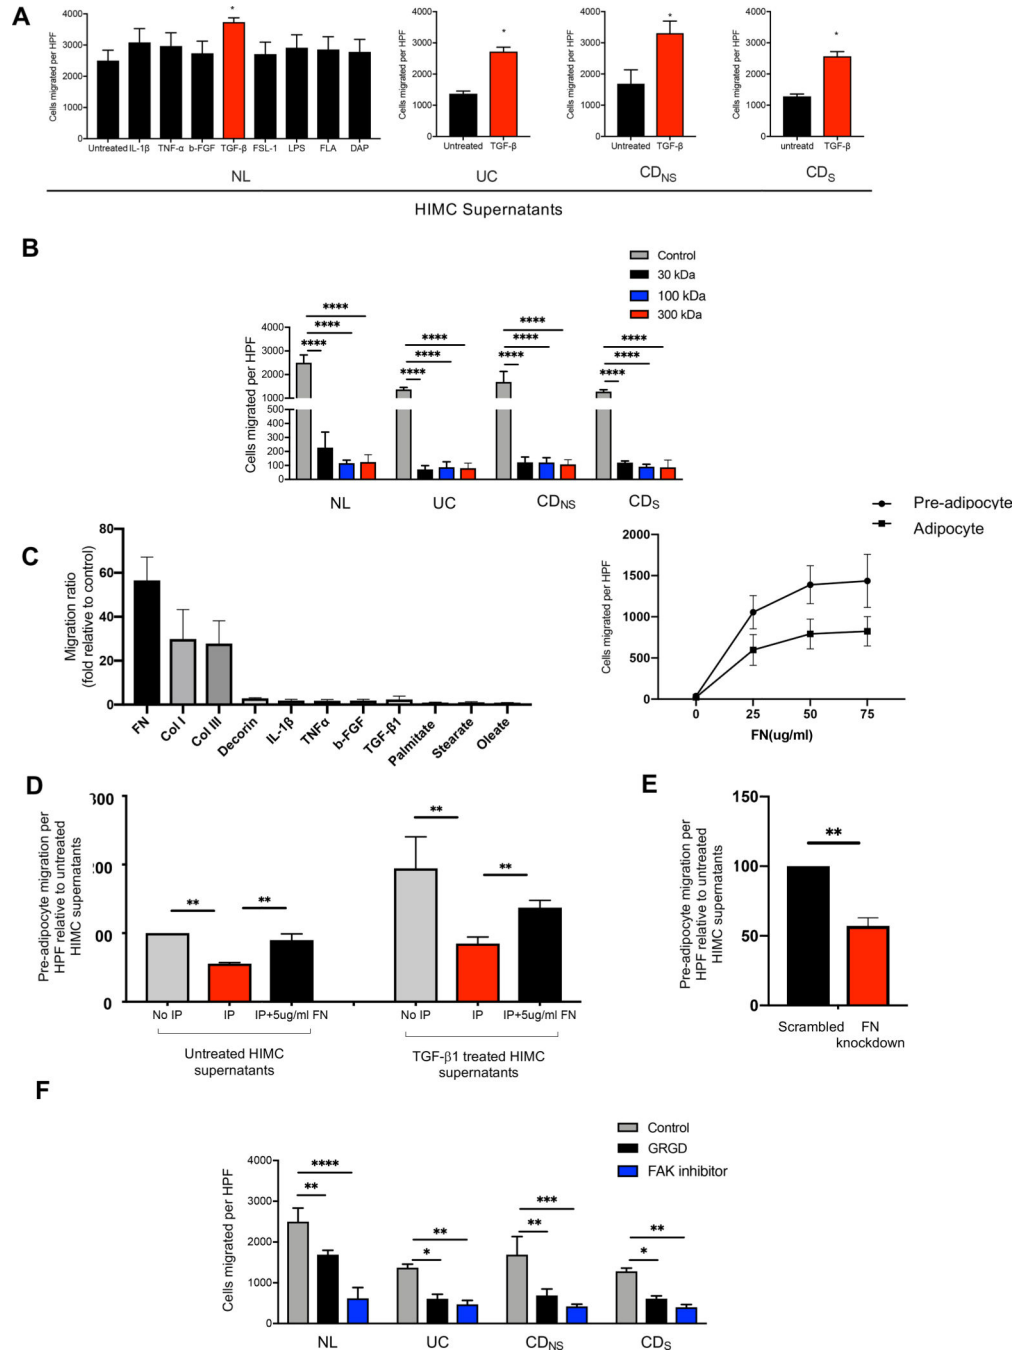 A
Cells migrated per HPF
4000
3000
2000
1000
0
*
Untreated IL-1β TNF-α b-FGF TGF-β FSL-1 LPS FLA DAP
NL
Cells migrated per HPF
4000
3000
2000
1000
0
*
Untreated TGF-β
UC
Cells migrated per HPF
4000
3000
2000
1000
0
*
Untreated TGF-β
CDNS
Cells migrated per HPF
4000
3000
2000
1000
0
*
untreatd TGF-β
CDS
HIMC Supernatants
B
Control
30 kDa
100 kDa
300 kDa
Cells migrated per HPF
4000
3000
2000
1000
500
400
300
200
100
0
**** **** **** ****
**** **** **** ****
**** **** **** ****
NL UC CDNS CDS
C
Migration ratio
(fold relative to control)
80
60
40
20
0
FN Col I Col III Decorin IL-1β TNFα b-FGF TGF-β1 Palmitate Stearate Oleate
Pre-adipocyte
Adipocyte
Cells migrated per HPF
2000
1500
1000
500
0
0 25 50 75
FN(ug/ml)
D
Pre-adipocyte migration per
HPF relative to untreated
HIMC supernatants
300
200
100
0
** ** ** **
No IP IP IP+5ug/ml FN No IP IP IP+5ug/ml FN
Untreated HIMC
supernatants
TGF-β1 treated HIMC
supernatants
E
Pre-adipocyte migration per
HPF relative to untreated
HIMC supernatants
150
100
50
0
**
Scrambled FN
knockdown
F
Control
GRGD
FAK inhibitor
Cells migrated per HPF
4000
3000
2000
1000
0
**** ** *** **
** * ** *
NL UC CDNS CDS